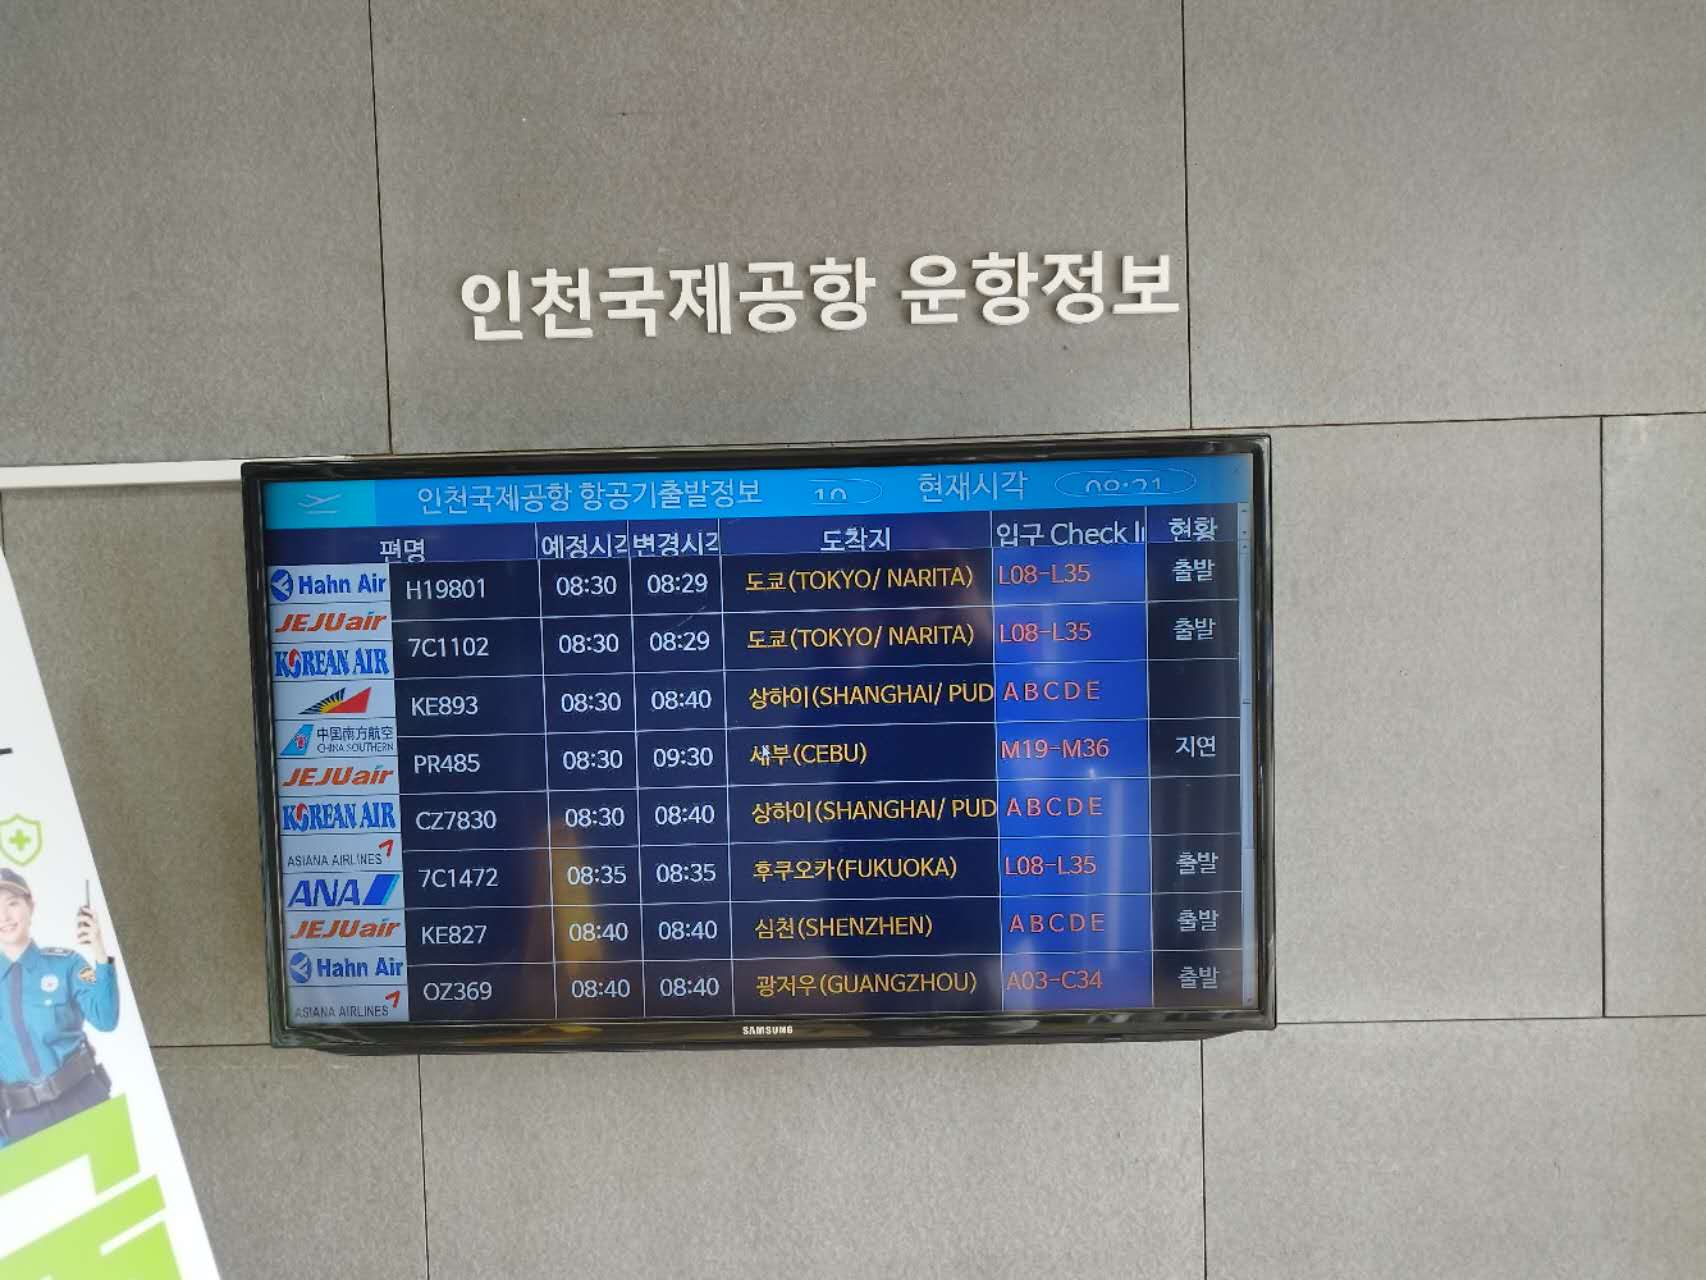 인천국제공항 운항정보
인천국제공항 항공기출발정보 현재시각
편명 예정시각 변경시각 도착지 입구 Check I 현황
Hahn Air H19801 08:30 08:29 도쿄(TOKYO/ NARITA) L08-L35 출발
JEJUair
7C1102 08:30 08:29 도쿄(TOKYO/ NARITA) L08-L35 출발
KOREAN AIR
KE893 08:30 08:40 상하이(SHANGHAI/ PUD A B C D E
中国南方航空
CHINA SOUTHERN
PR485 08:30 09:30 세부(CEBU) M19-M36 지연
JEJUair
KOREAN AIR CZ7830 08:30 08:40 상하이(SHANGHAI/ PUD A B C D E
ASIANA AIRLINES
7C1472 08:35 08:35 후쿠오카(FUKUOKA) L08-L35 출발
ANA
JEJUair KE827 08:40 08:40 심천(SHENZHEN) A B C D E 출발
Hahn Air
OZ369 08:40 08:40 광저우(GUANGZHOU) A03-C34 출발
ASIANA AIRLINES
SAMSUNG